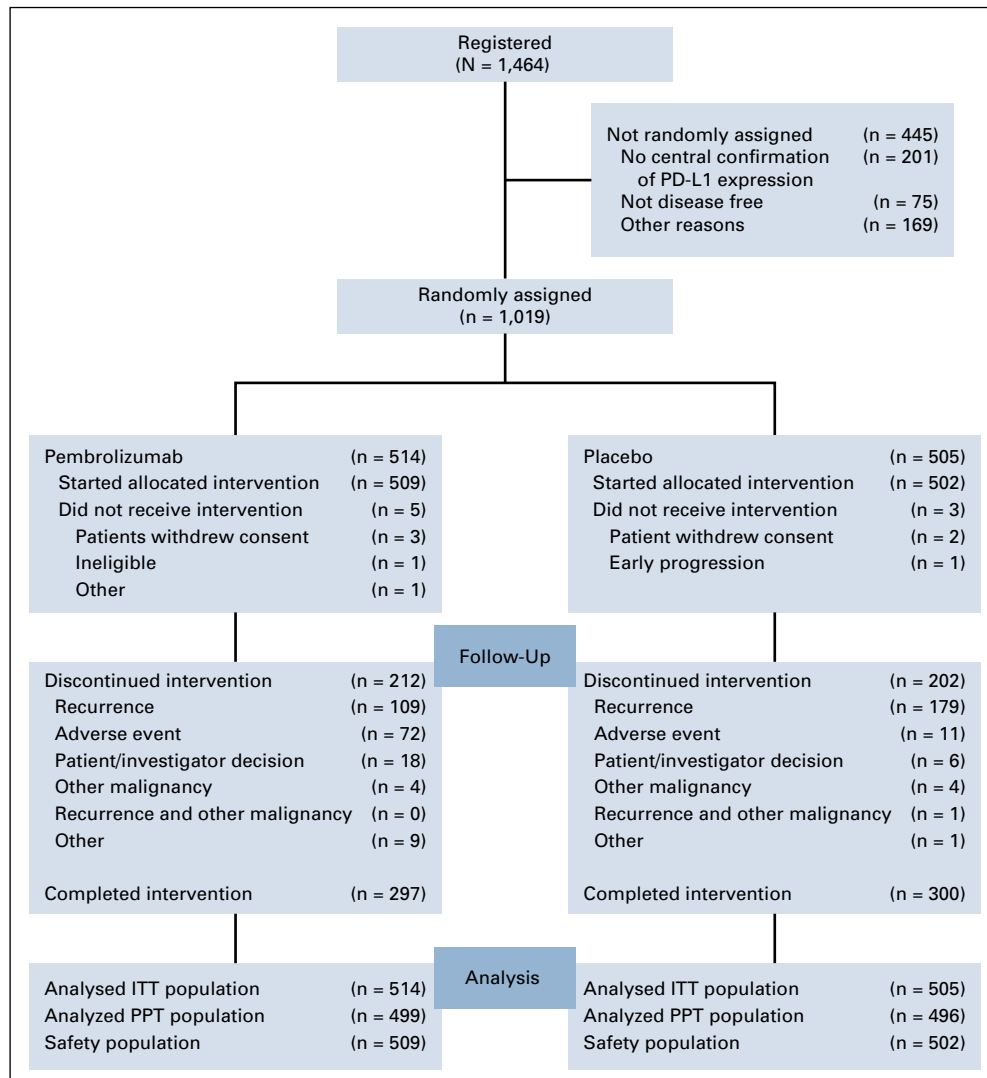 Registered
(N = 1,464)
Not randomly assigned (n = 445)
No central confirmation (n = 201)
of PD-L1 expression
Not disease free (n = 75)
Other reasons (n = 169)
Randomly assigned
(n = 1,019)
Pembrolizumab (n = 514)
Started allocated intervention (n = 509)
Did not receive intervention (n = 5)
Patients withdrew consent (n = 3)
Ineligible (n = 1)
Other (n = 1)
Placebo (n = 505)
Started allocated intervention (n = 502)
Did not receive intervention (n = 3)
Patient withdrew consent (n = 2)
Early progression (n = 1)
Follow-Up
Discontinued intervention (n = 212)
Recurrence (n = 109)
Adverse event (n = 72)
Patient/investigator decision (n = 18)
Other malignancy (n = 4)
Recurrence and other malignancy (n = 0)
Other (n = 9)
Completed intervention (n = 297)
Discontinued intervention (n = 202)
Recurrence (n = 179)
Adverse event (n = 11)
Patient/investigator decision (n = 6)
Other malignancy (n = 4)
Recurrence and other malignancy (n = 1)
Other (n = 1)
Completed intervention (n = 300)
Analysis
Analysed ITT population (n = 514)
Analyzed PPT population (n = 499)
Safety population (n = 509)
Analysed ITT population (n = 505)
Analyzed PPT population (n = 496)
Safety population (n = 502)